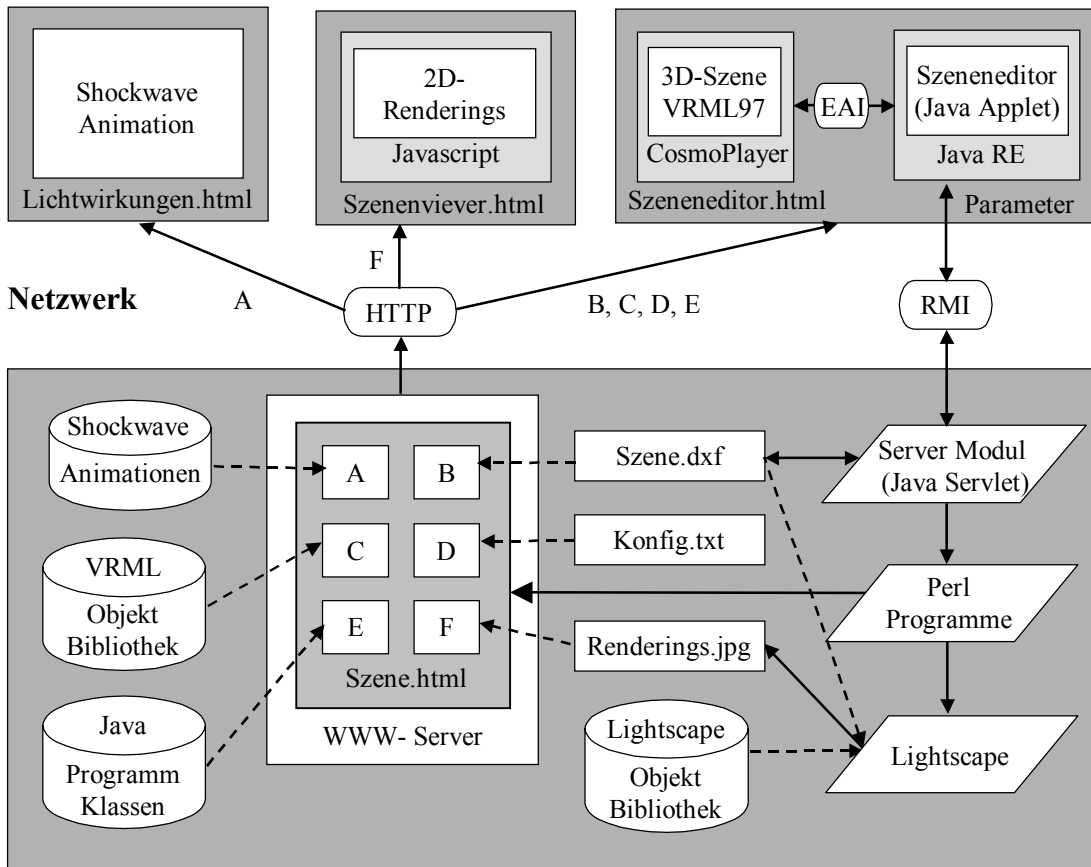 Shockwave
Animation
Lichtwirkungen.html
2D-
Renderings
Javascript
Szenenviever.html
3D-Szene
VRML97
CosmoPlayer
EAI
Szeneneditor
(Java Applet)
Java RE
Szeneneditor.html
Parameter
Netzwerk
A
F
HTTP
B, C, D, E
RMI
Shockwave
Animationen
VRML
Objekt
Bibliothek
Java
Programm
Klassen
A
B
C
D
E
F
Szene.html
WWW- Server
Szene.dxf
Konfig.txt
Renderings.jpg
Lightscape
Objekt
Bibliothek
Server Modul
(Java Servlet)
Perl
Programme
Lightscape